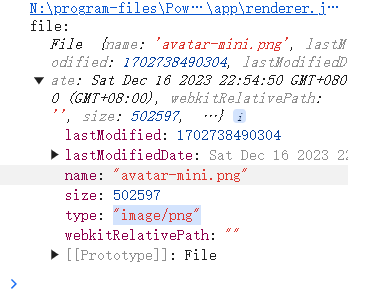 N:\program-files\Pow…\app\renderer.j…
file:
File {name: 'avatar-mini.png', lastMo
dified: 1702738490304, lastModifiedD
ate: Sat Dec 16 2023 22:54:50 GMT+080
0 (GMT+08:00), webkitRelativePath:
'', size: 502597, …} i
lastModified: 1702738490304
lastModifiedDate: Sat Dec 16 2023 22
name: "avatar-mini.png"
size: 502597
type: "image/png"
webkitRelativePath: ""
[[Prototype]]: File